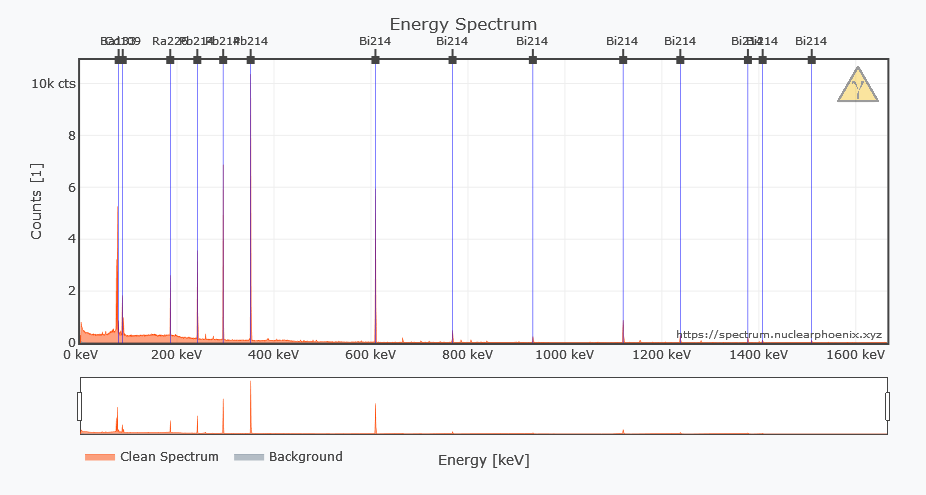 Energy Spectrum
Ra226 Pb214 Pb214 Pb214 Bi214 Bi214 Bi214 Bi214 Bi214 Bi214 Bi214 Bi214
10k cts
8
6
4
2
0
Counts [1]
https://spectrum.nuclearphoenix.xyz
0 keV 200 keV 400 keV 600 keV 800 keV 1000 keV 1200 keV 1400 keV 1600 keV
Clean Spectrum Background
Energy [keV]